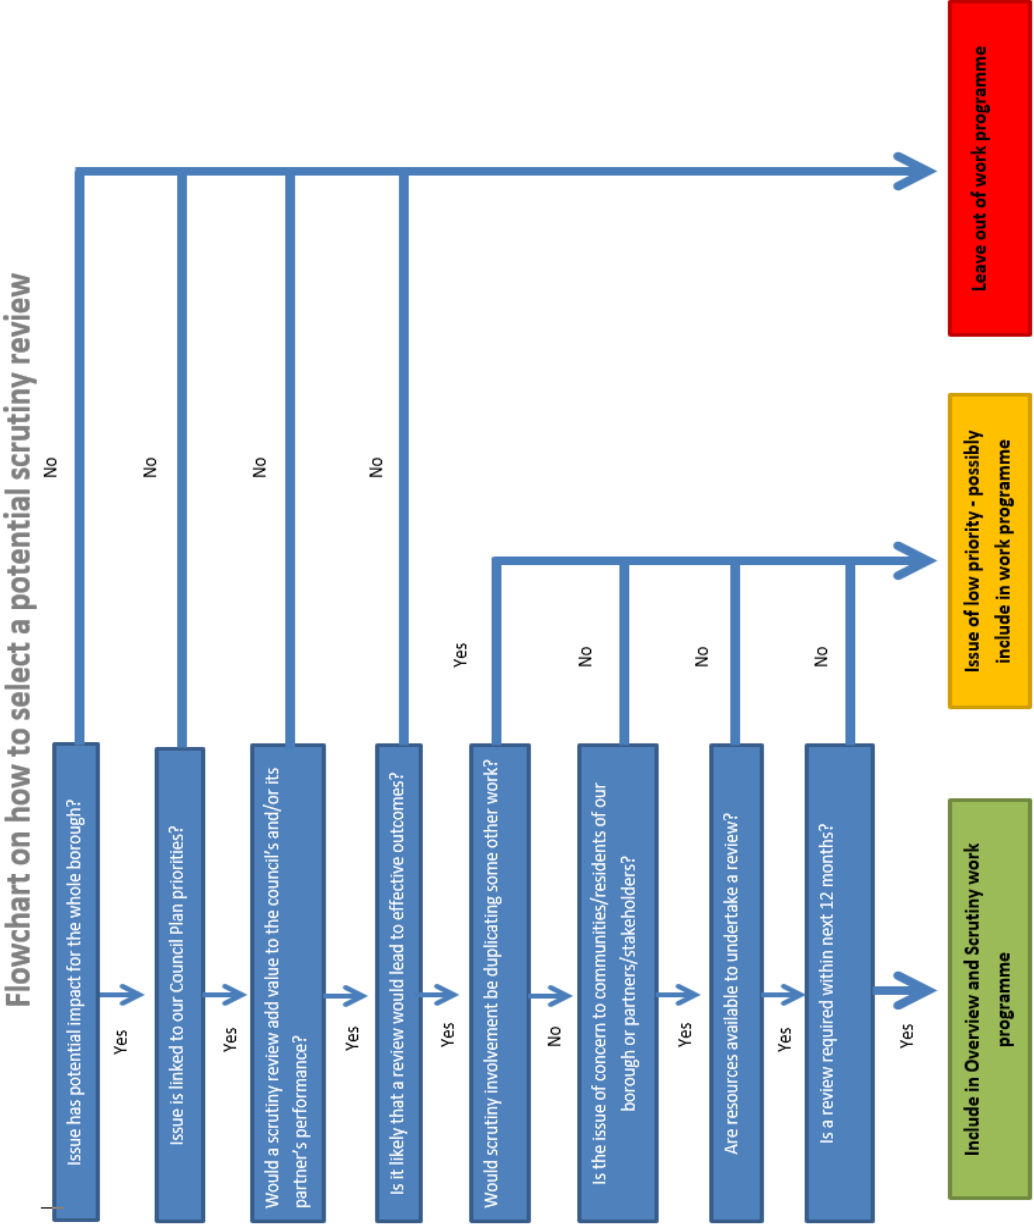 Flowchart on how to select a potential scrutiny review
Issue has potential impact for the whole borough?
No
Yes
Issue is linked to our Council Plan priorities?
No
Yes
Would a scrutiny review add value to the council's and/or its
partner's performance?
No
Yes
Is it likely that a review would lead to effective outcomes?
No
Yes
Would scrutiny involvement be duplicating some other work?
Yes
No
Is the issue of concern to communities/residents of our
borough or partners/stakeholders?
No
Yes
Are resources available to undertake a review?
No
Yes
Is a review required within next 12 months?
No
Yes
Include in Overview and Scrutiny work
programme
Issue of low priority - possibly
include in work programme
Leave out of work programme